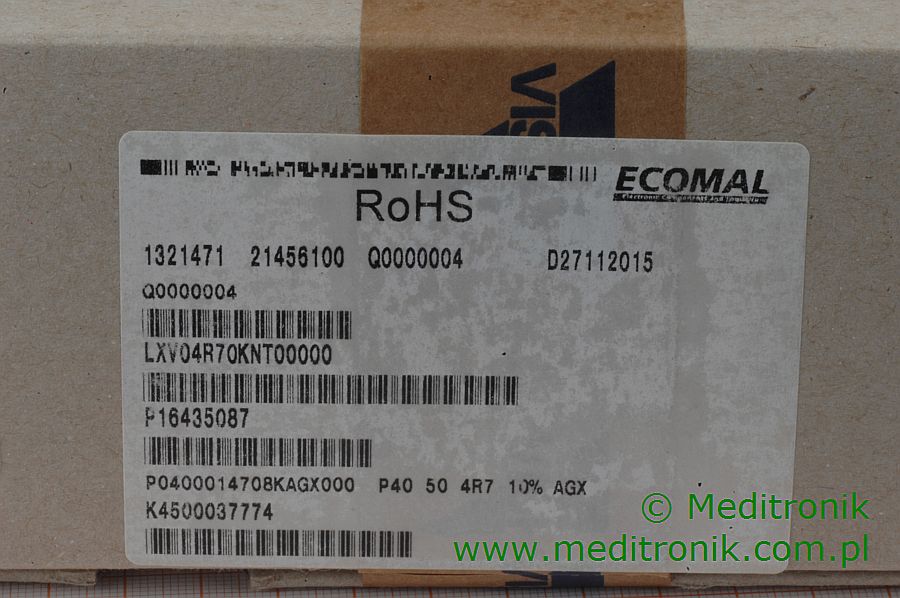 VIS
ECOMAL
RoHS
1321471 21456100 Q0000004 D27112015
Q0000004
LXV04R70KNT00000
P16435087
P0400014708KAGX000 P40 50 4R7 10% AGX
K4500037774
© Meditronik
www.meditronik.com.pl